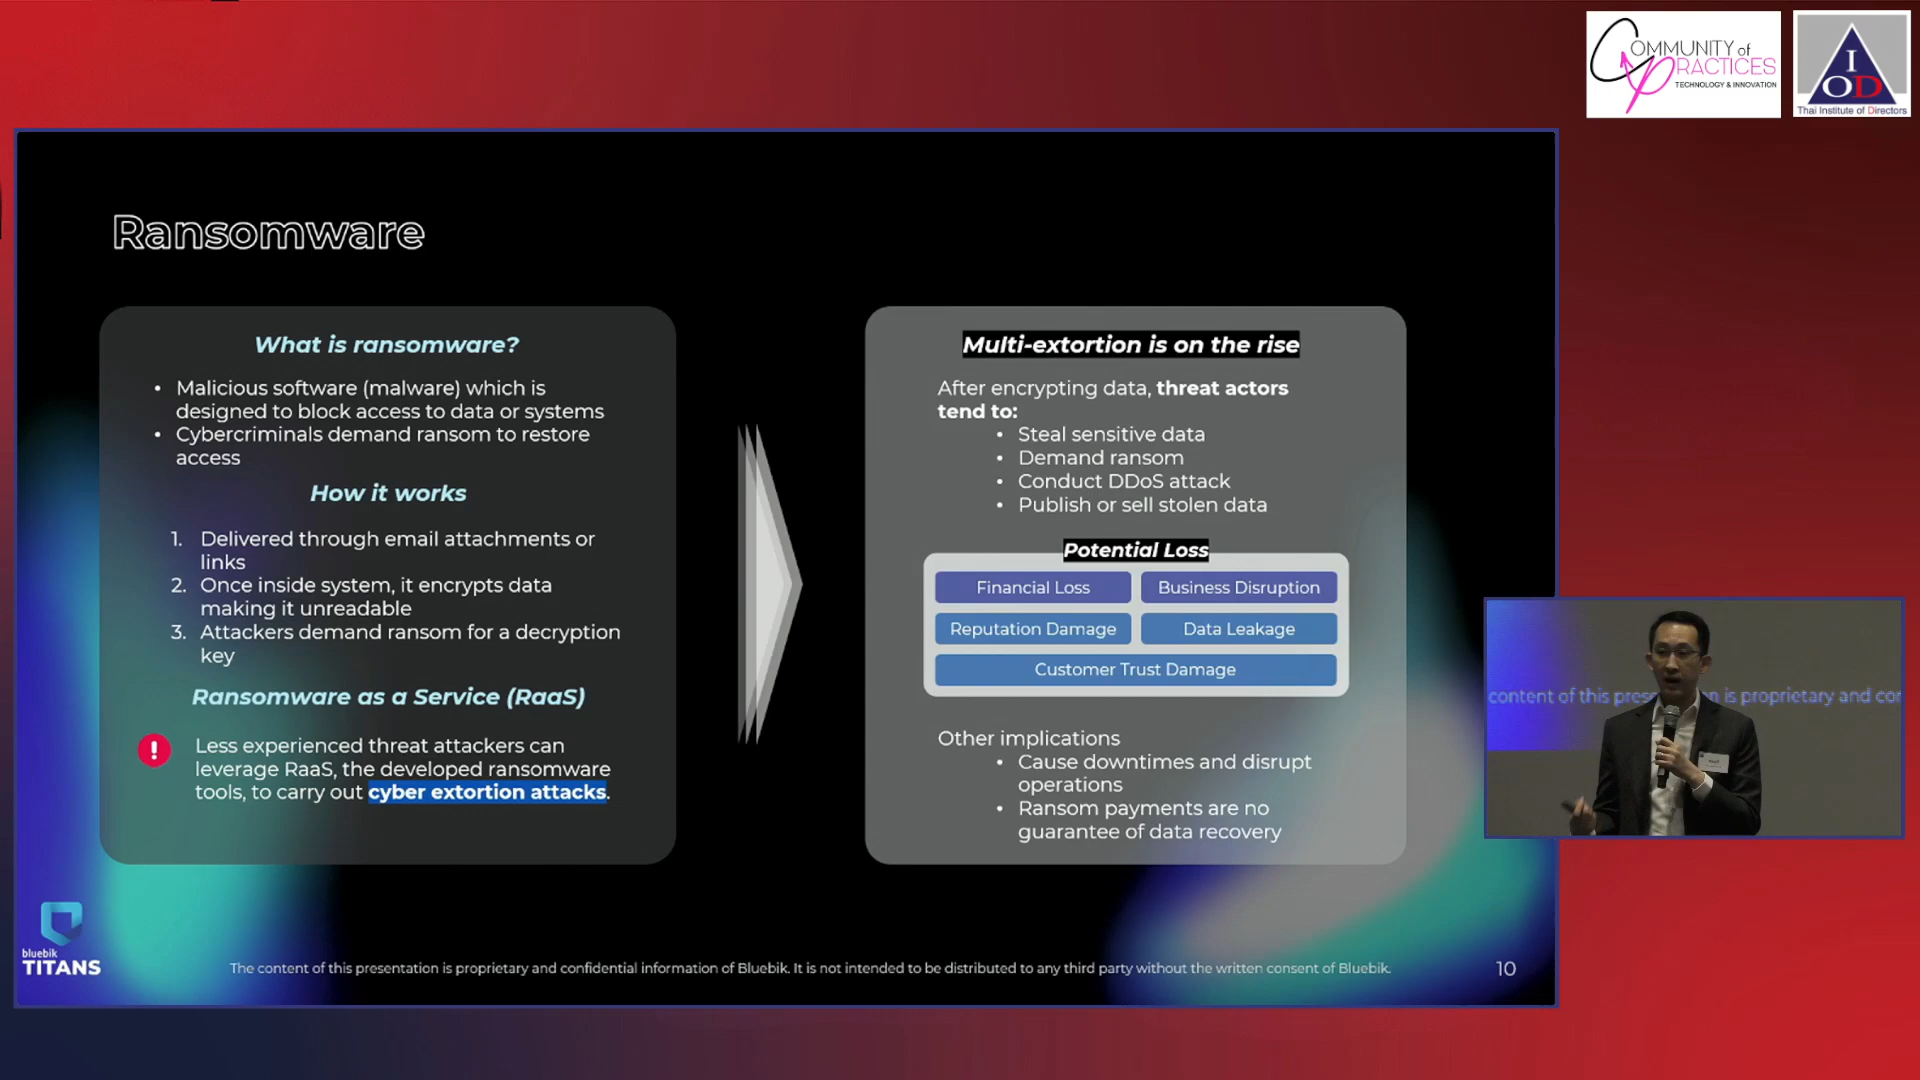 COMMUNITY of
PRACTICES
TECHNOLOGY & INNOVATION
IOD
Thai Institute of Directors
Ransomware
What is ransomware?
• Malicious software (malware) which is
designed to block access to data or systems
• Cybercriminals demand ransom to restore
access
How it works
1. Delivered through email attachments or
links
2. Once inside system, it encrypts data
making it unreadable
3. Attackers demand ransom for a decryption
key
Ransomware as a Service (RaaS)
! Less experienced threat attackers can
leverage RaaS, the developed ransomware
tools, to carry out cyber extortion attacks.
Multi-extortion is on the rise
After encrypting data, threat actors
tend to:
• Steal sensitive data
• Demand ransom
• Conduct DDoS attack
• Publish or sell stolen data
Potential Loss
Financial Loss
Business Disruption
Reputation Damage
Data Leakage
Customer Trust Damage
Other implications
• Cause downtimes and disrupt
operations
• Ransom payments are no
guarantee of data recovery
content of this pres n is proprietary and con
bluebik
TITANS
The content of this presentation is proprietary and confidential information of Bluebik. It is not intended to be distributed to any third party without the written consent of Bluebik.
10